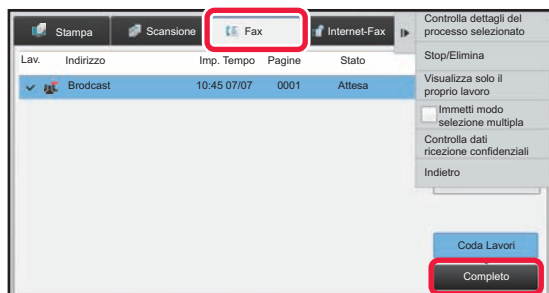 Stampa
Scansione
Fax
Internet-Fax
Lav. Indirizzo Imp. Tempo Pagine Stato
Brodcast 10:45 07/07 0001 Attesa
Controlla dettagli del
processo selezionato
Stop/Elimina
Visualizza solo il
proprio lavoro
Immetti modo
selezione multipla
Controlla dati
ricezione confidenziali
Indietro
Coda Lavori
Completo